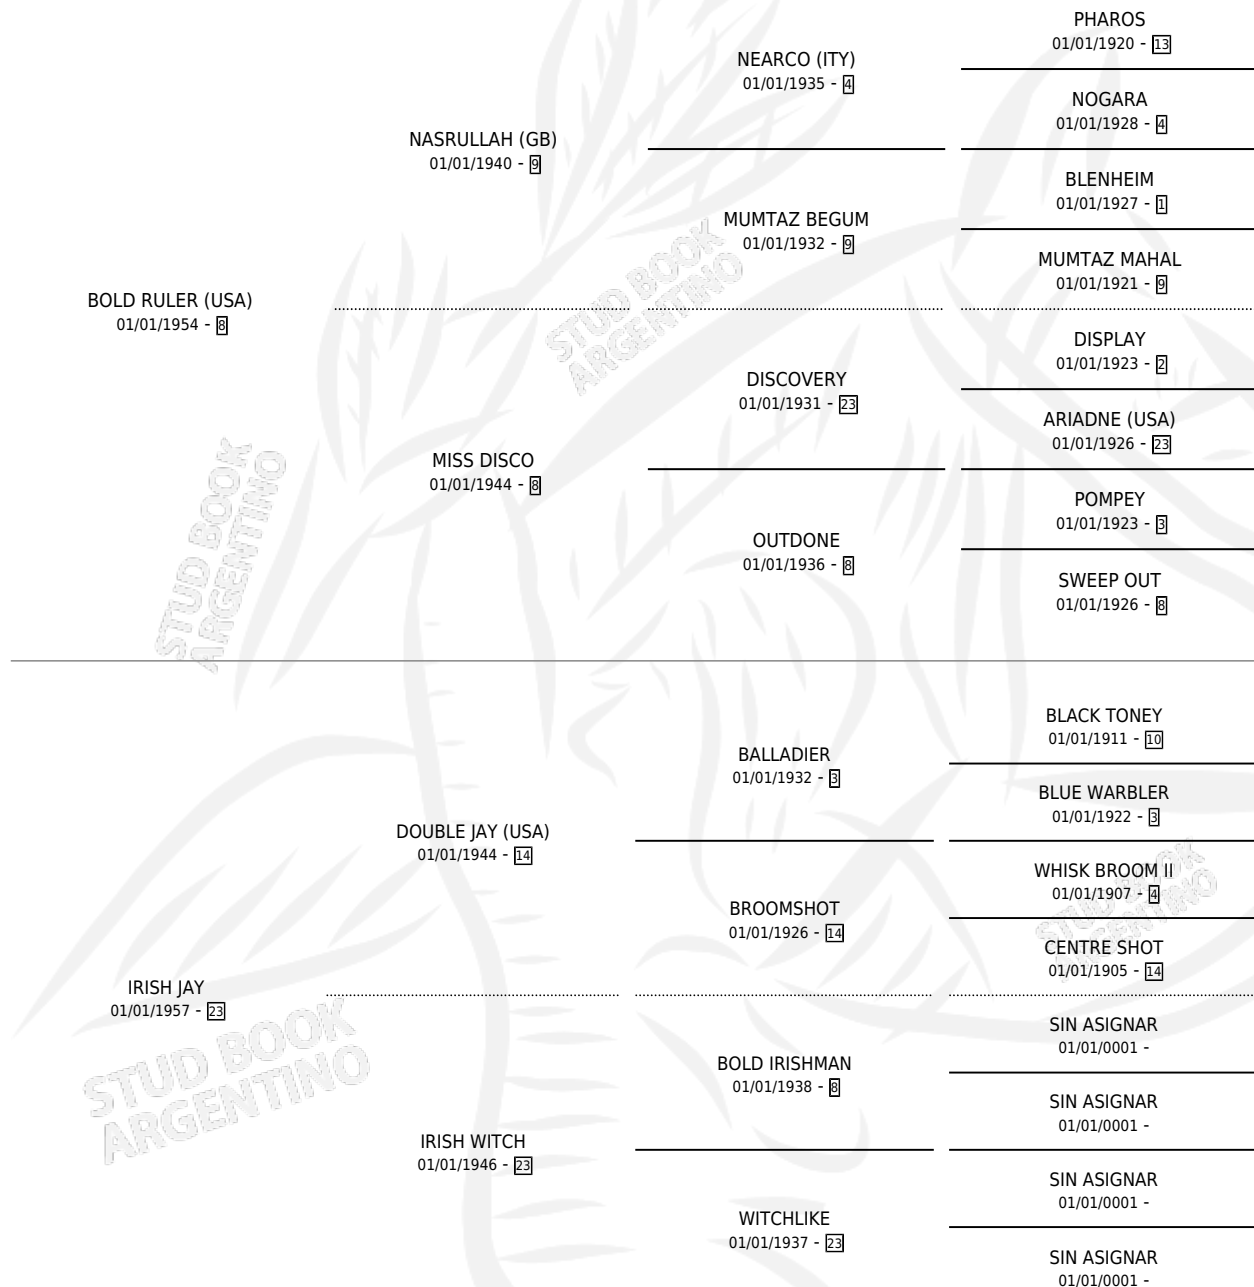 PHAROS
01/01/1920 - 13
NEARCO (ITY)
01/01/1935 - 4
NOGARA
01/01/1928 - 4
NASRULLAH (GB)
01/01/1940 - 9
BLENHEIM
01/01/1927 - 1
MUMTAZ BEGUM
01/01/1932 - 9
MUMTAZ MAHAL
01/01/1921 - 9
BOLD RULER (USA)
01/01/1954 - 8
STUD BOOK
ARGENTINO
DISPLAY
01/01/1923 - 2
DISCOVERY
01/01/1931 - 23
ARIADNE (USA)
01/01/1926 - 23
MISS DISCO
01/01/1944 - 8
POMPEY
01/01/1923 - 3
OUTDONE
01/01/1936 - 8
SWEEP OUT
01/01/1926 - 8
STUD BOOK
ARGENTINO
BLACK TONEY
01/01/1911 - 10
BALLADIER
01/01/1932 - 3
BLUE WARBLER
01/01/1922 - 3
DOUBLE JAY (USA)
01/01/1944 - 14
WHISK BROOM II
01/01/1907 - 4
BROOMSHOT
01/01/1926 - 14
CENTRE SHOT
01/01/1905 - 14
STUD BOOK
ARGENTINO
IRISH JAY
01/01/1957 - 23
SIN ASIGNAR
01/01/0001 -
BOLD IRISHMAN
01/01/1938 - 8
SIN ASIGNAR
01/01/0001 -
STUD BOOK
ARGENTINO
IRISH WITCH
01/01/1946 - 23
SIN ASIGNAR
01/01/0001 -
WITCHLIKE
01/01/1937 - 23
SIN ASIGNAR
01/01/0001 -